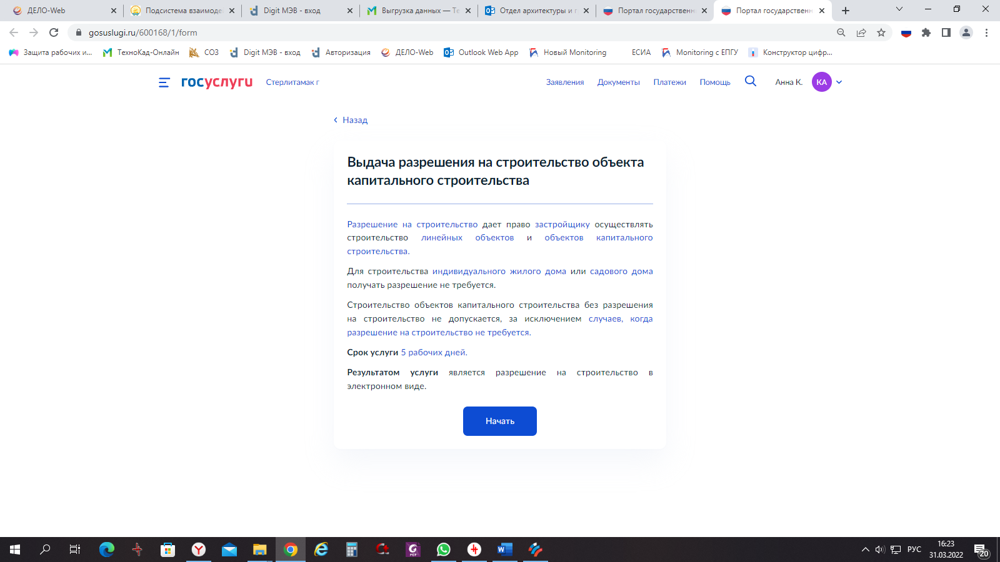 ДЕЛО-Web
Подсистема взаимоде
Digit МЭВ - вход
Выгрузка данных — Те
Отдел архитектуры и г
Портал государственн
Портал государственн
gosuslugi.ru/600168/1/form
Защита рабочих и...
ТехноКад-Онлайн
СОЗ
Digit МЭВ - вход
Авторизация
ДЕЛО-Web
Outlook Web App
Новый Monitoring
ЕСИА
Monitoring с ЕПГУ
Конструктор цифр...
госуслуги
Стерлитамак г
Заявления
Документы
Платежи
Помощь
Анна К.
КА
Назад
Выдача разрешения на строительство объекта
капитального строительства
Разрешение на строительство дает право застройщику осуществлять
строительство линейных объектов и объектов капитального
строительства.
Для строительства индивидуального жилого дома или садового дома
получать разрешение не требуется.
Строительство объектов капитального строительства без разрешения
на строительство не допускается, за исключением случаев, когда
разрешение на строительство не требуется.
Срок услуги 5 рабочих дней.
Результатом услуги является разрешение на строительство в
электронном виде.
Начать
РУС
16:23
31.03.2022
20